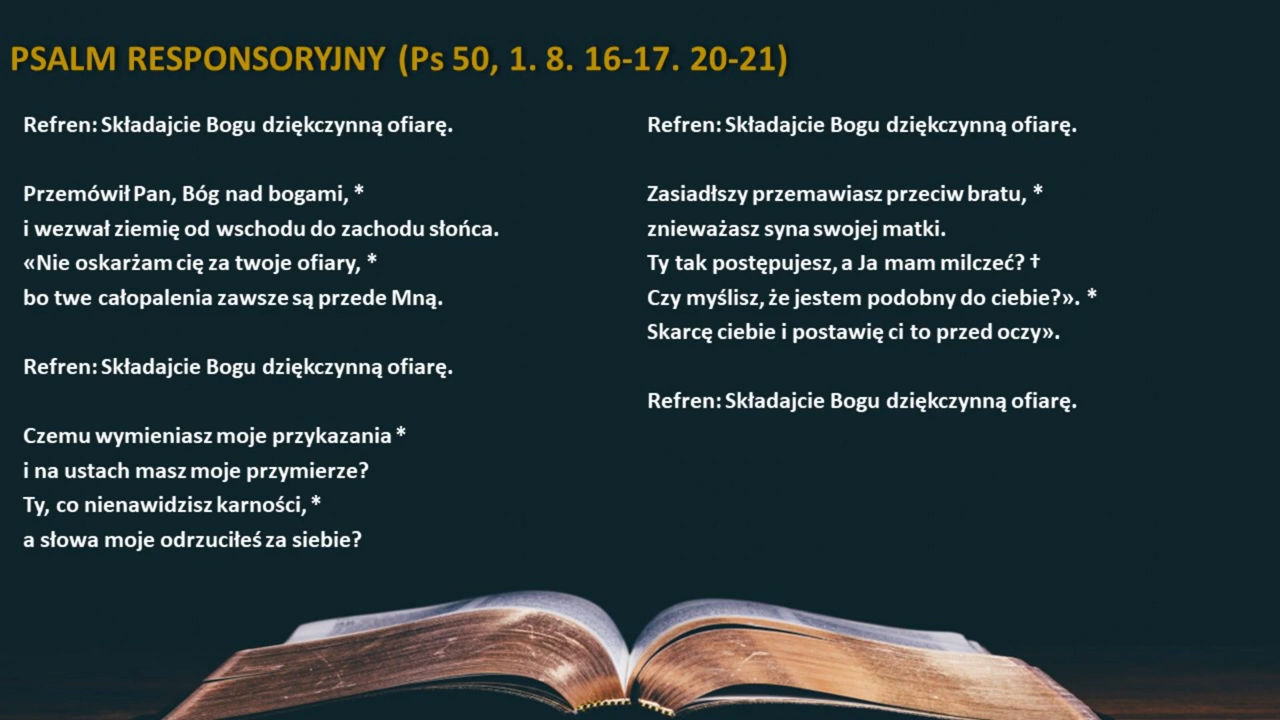 PSALM RESPONSORYJNY (Ps 50, 1. 8. 16-17. 20-21)
Refren: Składajcie Bogu dziękczynną ofiarę.
Przemówił Pan, Bóg nad bogami, *
i wezwał ziemię od wschodu do zachodu słońca.
«Nie oskarżam cię za twoje ofiary, *
bo twe całopalenia zawsze są przede Mną.
Refren: Składajcie Bogu dziękczynną ofiarę.
Czemu wymieniasz moje przykazania *
i na ustach masz moje przymierze?
Ty, co nienawidzisz karności, *
a słowa moje odrzuciłeś za siebie?
Refren: Składajcie Bogu dziękczynną ofiarę.
Zasiadłszy przemawiasz przeciw bratu, *
znieważasz syna swojej matki.
Ty tak postępujesz, a Ja mam milczeć? †
Czy myślisz, że jestem podobny do ciebie?». *
Skarcę ciebie i postawię ci to przed oczy».
Refren: Składajcie Bogu dziękczynną ofiarę.